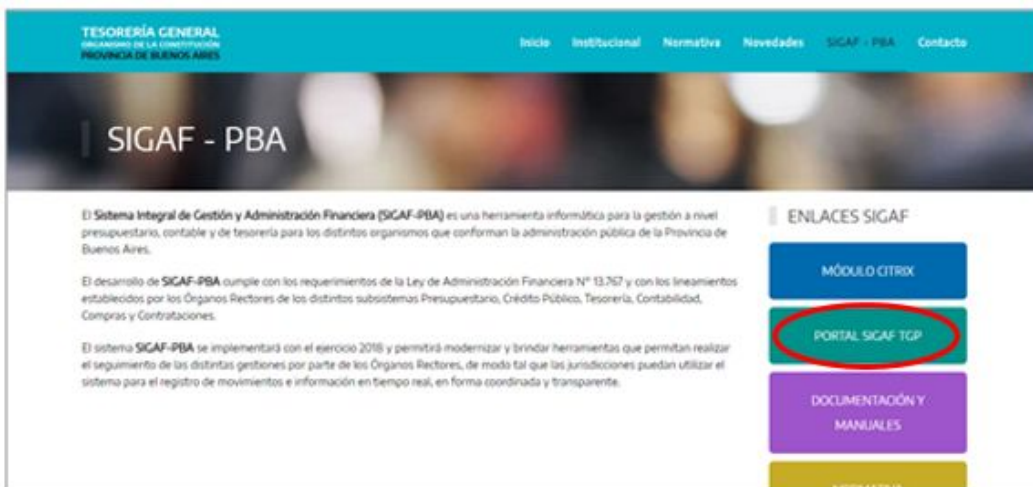 TESORERÍA GENERAL
ORGANISMO DE LA CONSTITUCIÓN
PROVINCIA DE BUENOS AIRES
Inicio Institucional Normativa Novedades SIGAF - PBA Contacto
SIGAF - PBA
El Sistema Integral de Gestión y Administración Financiera (SIGAF-PBA) es una herramienta informática para la gestión a nivel
presupuestario, contable y de tesorería para los distintos organismos que conforman la administración pública de la Provincia de
Buenos Aires.
El desarrollo de SIGAF-PBA cumple con los requerimientos de la Ley de Administración Financiera Nº 13.767 y con los lineamientos
establecidos por los Órganos Rectores de los distintos subsistemas Presupuestario, Crédito Público, Tesorería, Contabilidad,
Compras y Contrataciones.
El sistema SIGAF-PBA se implementará con el ejercicio 2018 y permitirá modernizar y brindar herramientas que permitan realizar
el seguimiento de las distintas gestiones por parte de los Órganos Rectores, de modo tal que las jurisdicciones puedan utilizar el
sistema para el registro de movimientos e información en tiempo real, en forma coordinada y transparente.
ENLACES SIGAF
MÓDULO CITRIX
PORTAL SIGAF TGP
DOCUMENTACIÓN Y
MANUALES